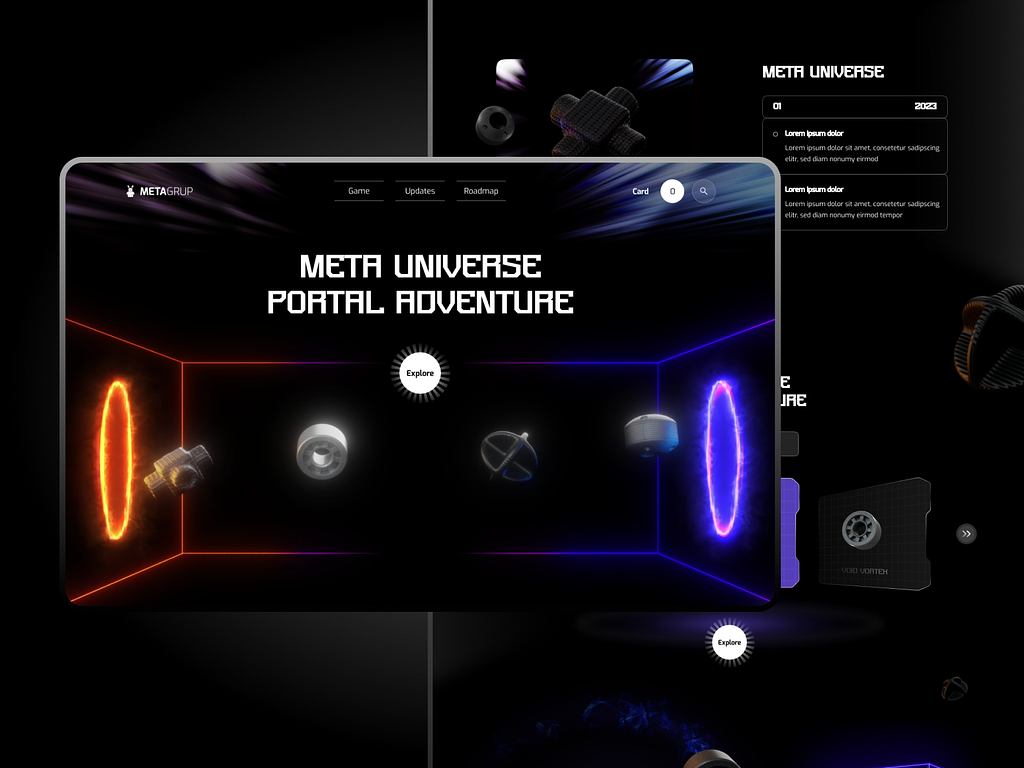 META UNIVERSE
01 2023
Lorem ipsum dolor
Lorem ipsum dolor sit amet, consetetur sadipscing
elitr, sed diam nonumy eirmod
Lorem ipsum dolor
Lorem ipsum dolor sit amet, consetetur sadipscing
elitr, sed diam nonumy eirmod tempor
METAGRUP
Game Updates Roadmap
Card 0
META UNIVERSE
PORTAL ADVENTURE
Explore
E
URE
VOID VORTEX
Explore